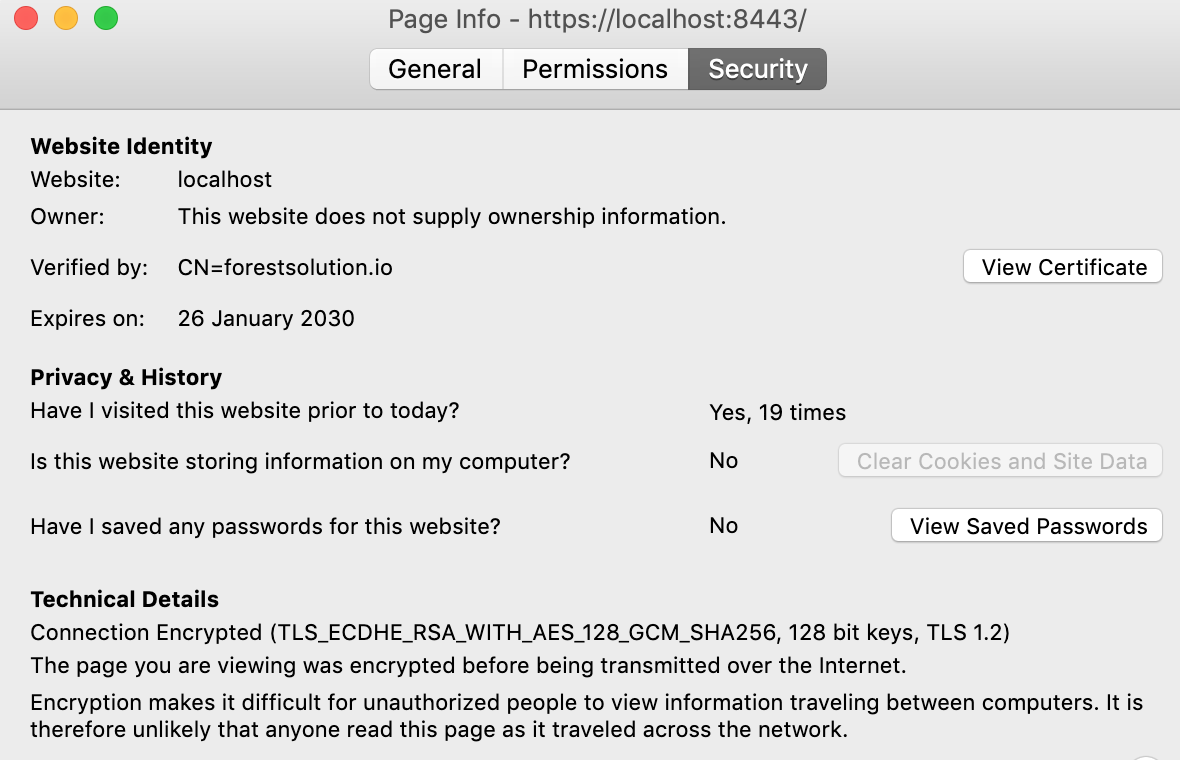 Page Info - https://localhost:8443/
General Permissions Security
Website Identity
Website: localhost
Owner: This website does not supply ownership information.
Verified by: CN=forestsolution.io View Certificate
Expires on: 26 January 2030
Privacy & History
Have I visited this website prior to today? Yes, 19 times
Is this website storing information on my computer? No Clear Cookies and Site Data
Have I saved any passwords for this website? No View Saved Passwords
Technical Details
Connection Encrypted (TLS_ECDHE_RSA_WITH_AES_128_GCM_SHA256, 128 bit keys, TLS 1.2)
The page you are viewing was encrypted before being transmitted over the Internet.
Encryption makes it difficult for unauthorized people to view information traveling between computers. It is
therefore unlikely that anyone read this page as it traveled across the network.